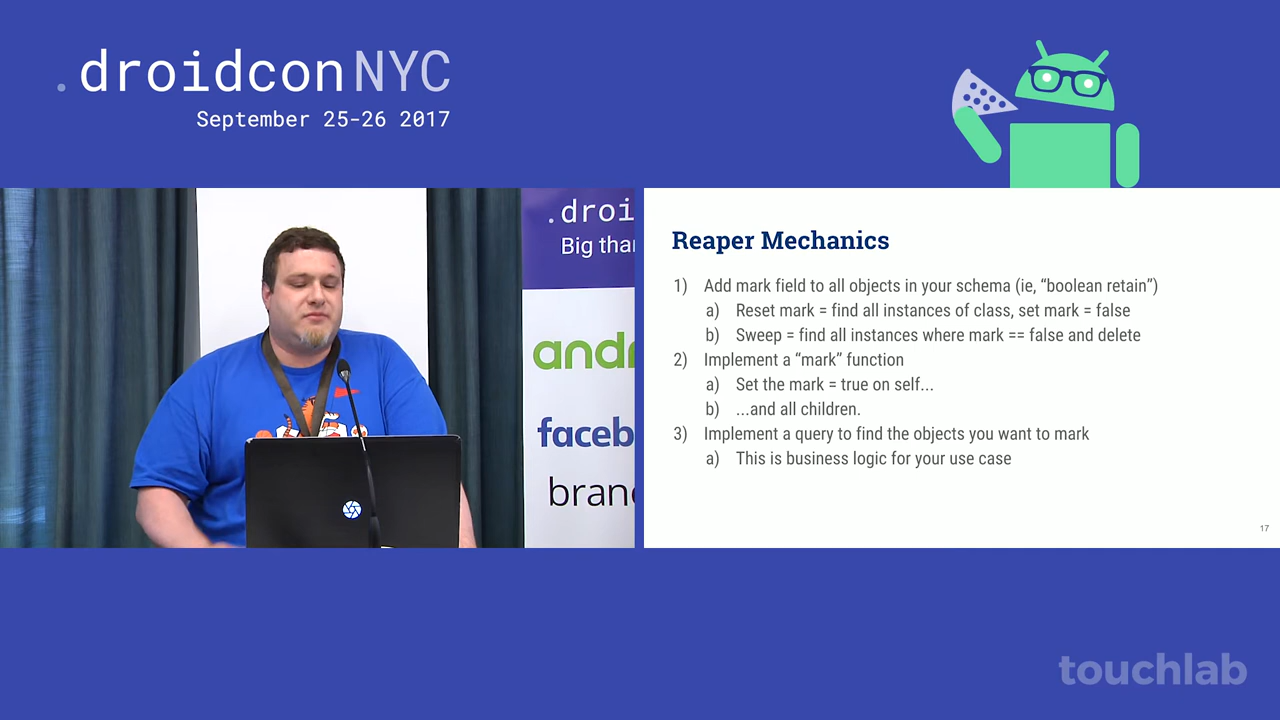 .droidconNYC
September 25-26 2017
.droi
Big than
andr
faceb
bran
Reaper Mechanics
1) Add mark field to all objects in your schema (ie, “boolean retain”)
a) Reset mark = find all instances of class, set mark = false
b) Sweep = find all instances where mark == false and delete
2) Implement a “mark” function
a) Set the mark = true on self...
b) ...and all children.
3) Implement a query to find the objects you want to mark
a) This is business logic for your use case
17
touchlab